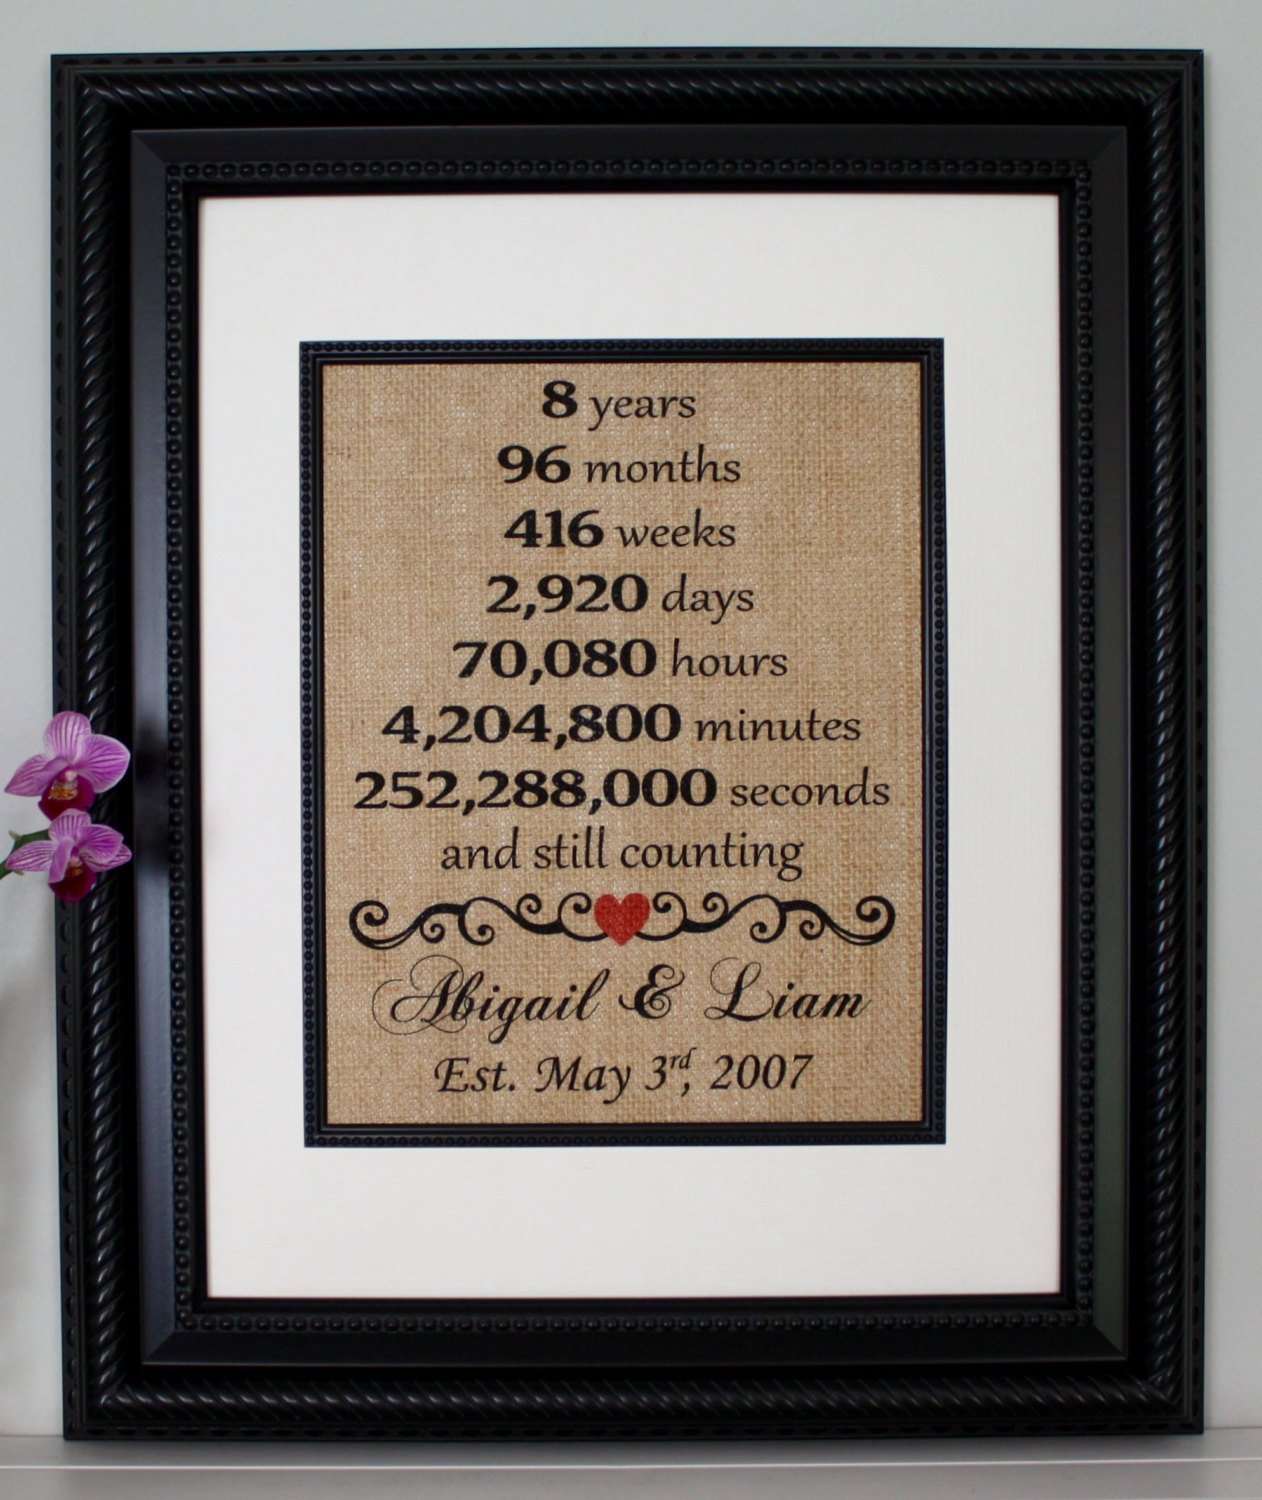 8 years
96 months
416 weeks
2,920 days
70,080 hours
4,204,800 minutes
252,288,000 seconds
and still counting
Abigail & Liam
Est. May 3rd, 2007